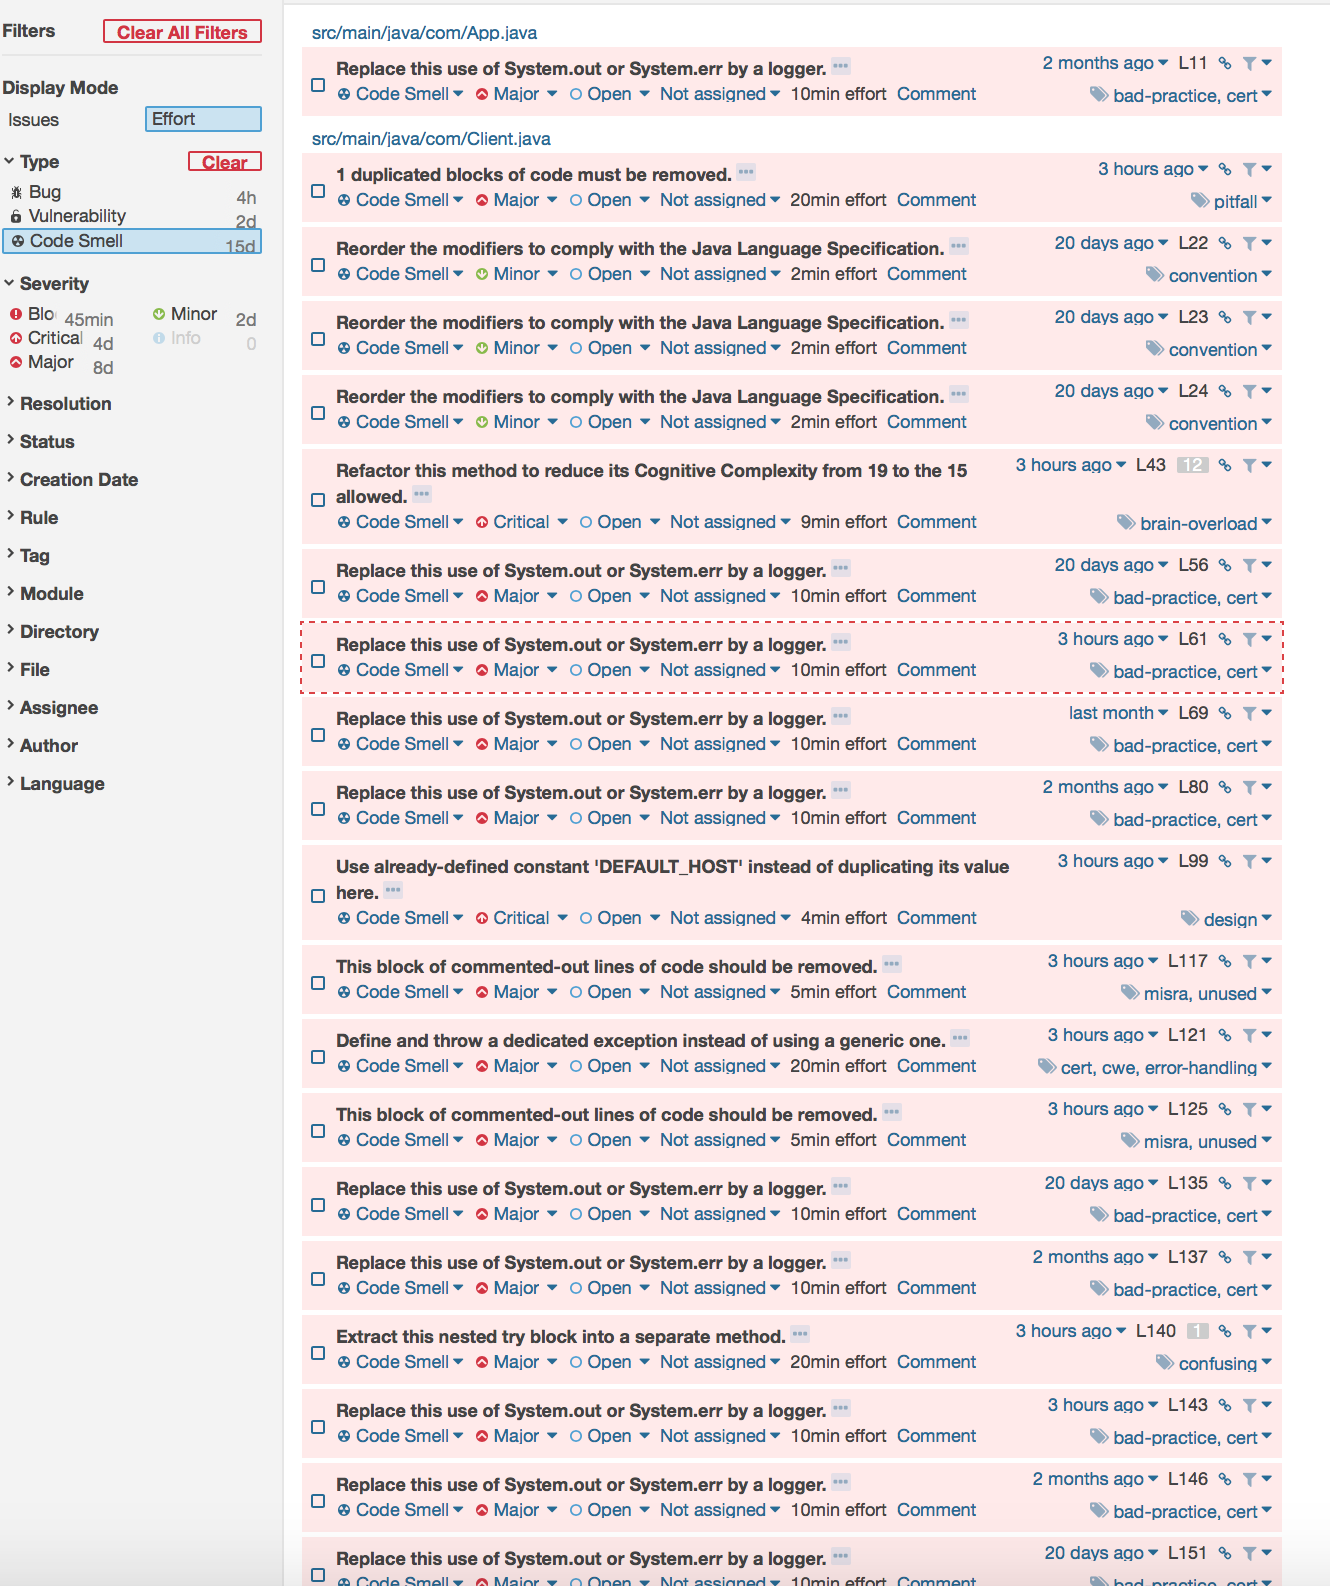 Filters
Clear All Filters
Display Mode
Issues
Effort
Type
Clear
Bug
4h
Vulnerability
2d
Code Smell
15d
Severity
Blo
45min
Minor
2d
Critical
4d
Info
0
Major
8d
Resolution
Status
Creation Date
Rule
Tag
Module
Directory
File
Assignee
Author
Language
src/main/java/com/App.java
Replace this use of System.out or System.err by a logger. 2 months ago L11
Code Smell Major Open Not assigned 10min effort Comment bad-practice, cert
src/main/java/com/Client.java
1 duplicated blocks of code must be removed. 3 hours ago
Code Smell Major Open Not assigned 20min effort Comment pitfall
Reorder the modifiers to comply with the Java Language Specification. 20 days ago L22
Code Smell Minor Open Not assigned 2min effort Comment convention
Reorder the modifiers to comply with the Java Language Specification. 20 days ago L23
Code Smell Minor Open Not assigned 2min effort Comment convention
Reorder the modifiers to comply with the Java Language Specification. 20 days ago L24
Code Smell Minor Open Not assigned 2min effort Comment convention
Refactor this method to reduce its Cognitive Complexity from 19 to the 15 3 hours ago L43 12
allowed.
Code Smell Critical Open Not assigned 9min effort Comment brain-overload
Replace this use of System.out or System.err by a logger. 20 days ago L56
Code Smell Major Open Not assigned 10min effort Comment bad-practice, cert
Replace this use of System.out or System.err by a logger. 3 hours ago L61
Code Smell Major Open Not assigned 10min effort Comment bad-practice, cert
Replace this use of System.out or System.err by a logger. last month L69
Code Smell Major Open Not assigned 10min effort Comment bad-practice, cert
Replace this use of System.out or System.err by a logger. 2 months ago L80
Code Smell Major Open Not assigned 10min effort Comment bad-practice, cert
Use already-defined constant 'DEFAULT_HOST' instead of duplicating its value 3 hours ago L99
here.
Code Smell Critical Open Not assigned 4min effort Comment design
This block of commented-out lines of code should be removed. 3 hours ago L117
Code Smell Major Open Not assigned 5min effort Comment misra, unused
Define and throw a dedicated exception instead of using a generic one. 3 hours ago L121
Code Smell Major Open Not assigned 20min effort Comment cert, cwe, error-handling
This block of commented-out lines of code should be removed. 3 hours ago L125
Code Smell Major Open Not assigned 5min effort Comment misra, unused
Replace this use of System.out or System.err by a logger. 20 days ago L135
Code Smell Major Open Not assigned 10min effort Comment bad-practice, cert
Replace this use of System.out or System.err by a logger. 2 months ago L137
Code Smell Major Open Not assigned 10min effort Comment bad-practice, cert
Extract this nested try block into a separate method. 3 hours ago L140 1
Code Smell Major Open Not assigned 20min effort Comment confusing
Replace this use of System.out or System.err by a logger. 3 hours ago L143
Code Smell Major Open Not assigned 10min effort Comment bad-practice, cert
Replace this use of System.out or System.err by a logger. 2 months ago L146
Code Smell Major Open Not assigned 10min effort Comment bad-practice, cert
Replace this use of System.out or System.err by a logger. 20 days ago L151
Code Smell Major Open Not assigned 10min effort Comment bad-practice, cert